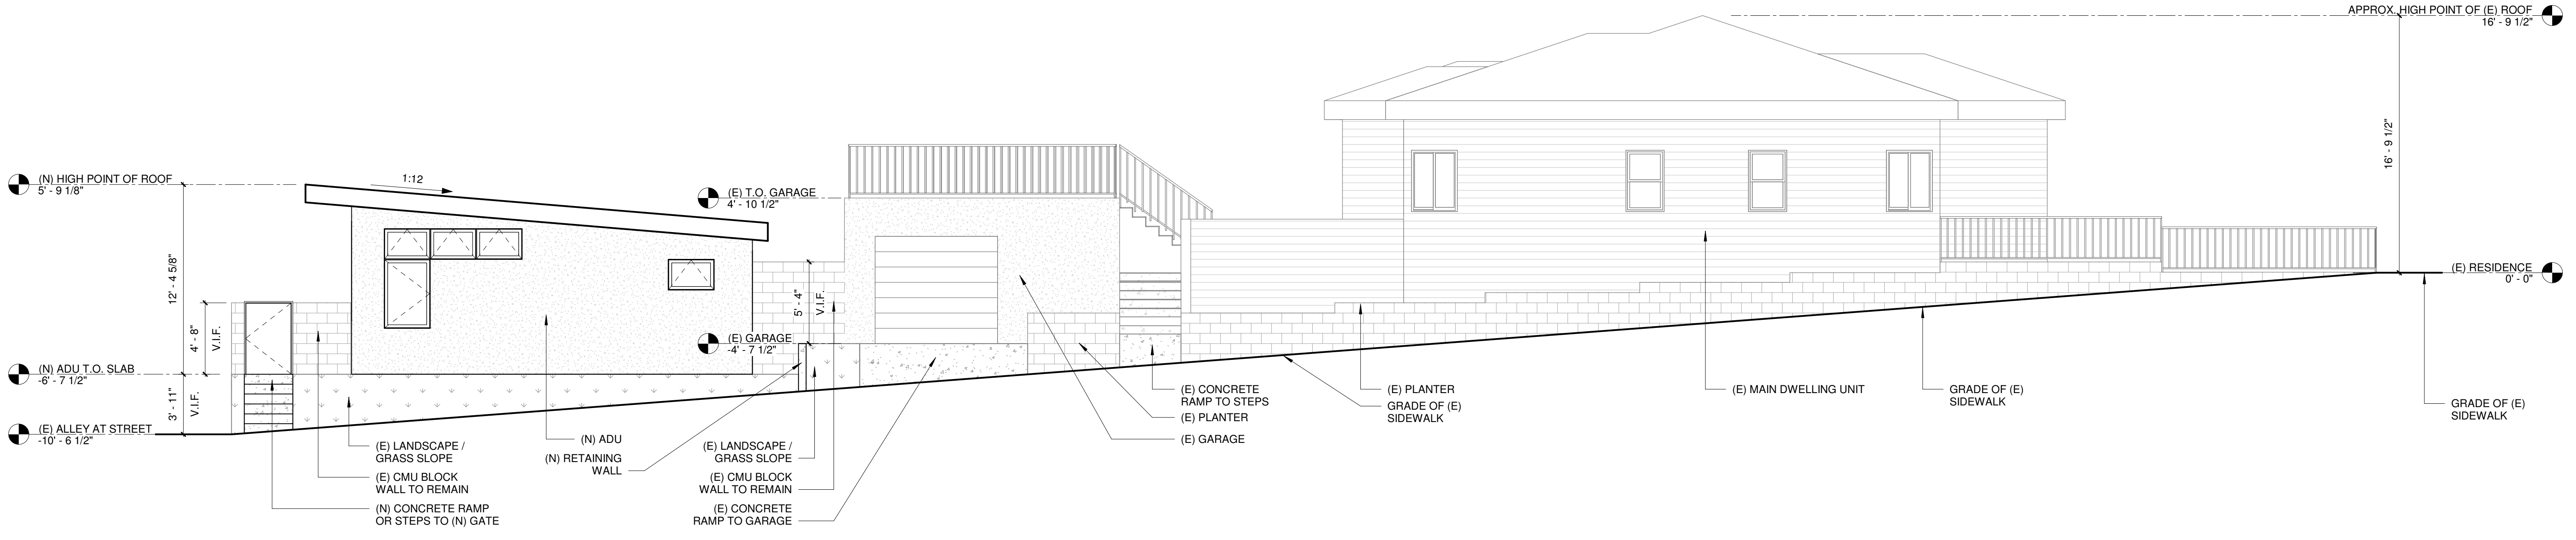 APPROX. HIGH POINT OF (E) ROOF
16' - 9 1/2"
16' - 9 1/2"
(N) HIGH POINT OF ROOF
5' - 9 1/8"
1:12
(E) T.O. GARAGE
4' - 10 1/2"
12' - 4 5/8"
4' - 8"
V.I.F.
5' - 4"
V.I.F.
(E) RESIDENCE
0' - 0"
(E) GARAGE
-4' - 7 1/2"
(N) ADU T.O. SLAB
-6' - 7 1/2"
3' - 11"
V.I.F.
(E) ALLEY AT STREET
-10' - 6 1/2"
(E) LANDSCAPE /
GRASS SLOPE
(E) CMU BLOCK
WALL TO REMAIN
(N) CONCRETE RAMP
OR STEPS TO (N) GATE
(N) ADU
(N) RETAINING
WALL
(E) LANDSCAPE /
GRASS SLOPE
(E) CMU BLOCK
WALL TO REMAIN
(E) CONCRETE
RAMP TO GARAGE
(E) CONCRETE
RAMP TO STEPS
(E) PLANTER
(E) GARAGE
(E) PLANTER
GRADE OF (E)
SIDEWALK
(E) MAIN DWELLING UNIT
GRADE OF (E)
SIDEWALK
GRADE OF (E)
SIDEWALK